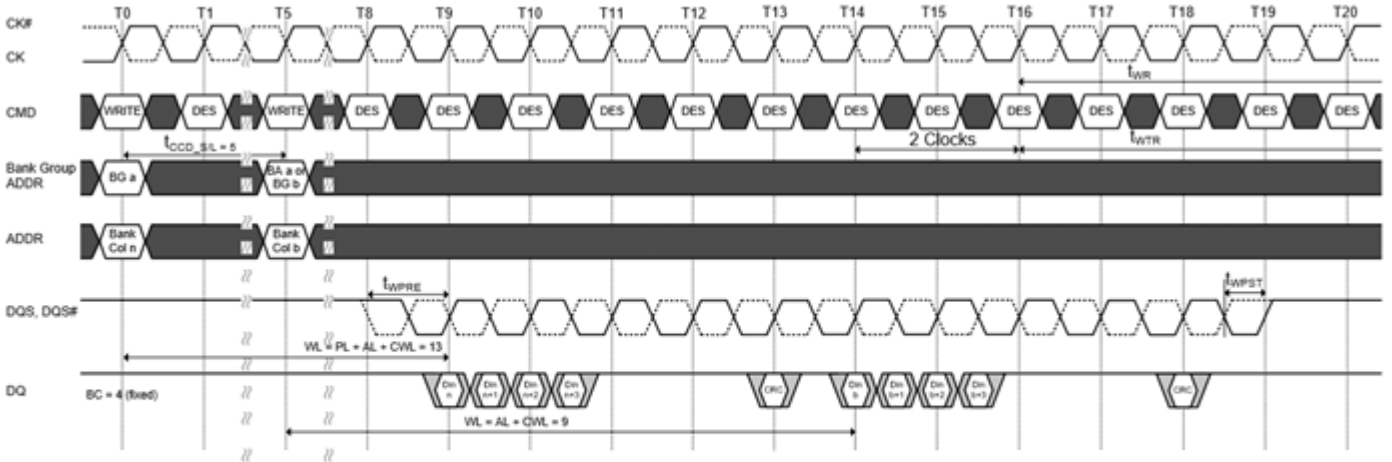 T0 T1 T5 T8 T9 T10 T11 T12 T13 T14 T15 T16 T17 T18 T19 T20
CK#
CK
tWR
CMD WRITE DES WRITE DES DES DES DES DES DES DES DES DES DES DES DES DES
tCCD_S/L = 5
2 Clocks
tWTR
Bank Group
ADDR
BG a
BA a or
BG b
ADDR
Bank
Col n
Bank
Col b
tWPRE
tWPST
DQS, DQS#
WL = PL + AL + CWL = 13
DQ
BC = 4 (fixed)
Din
n
Din
n+1
Din
n+2
Din
n+3
CRC
Din
b
Din
b+1
Din
b+2
Din
b+3
CRC
WL = AL + CWL = 9